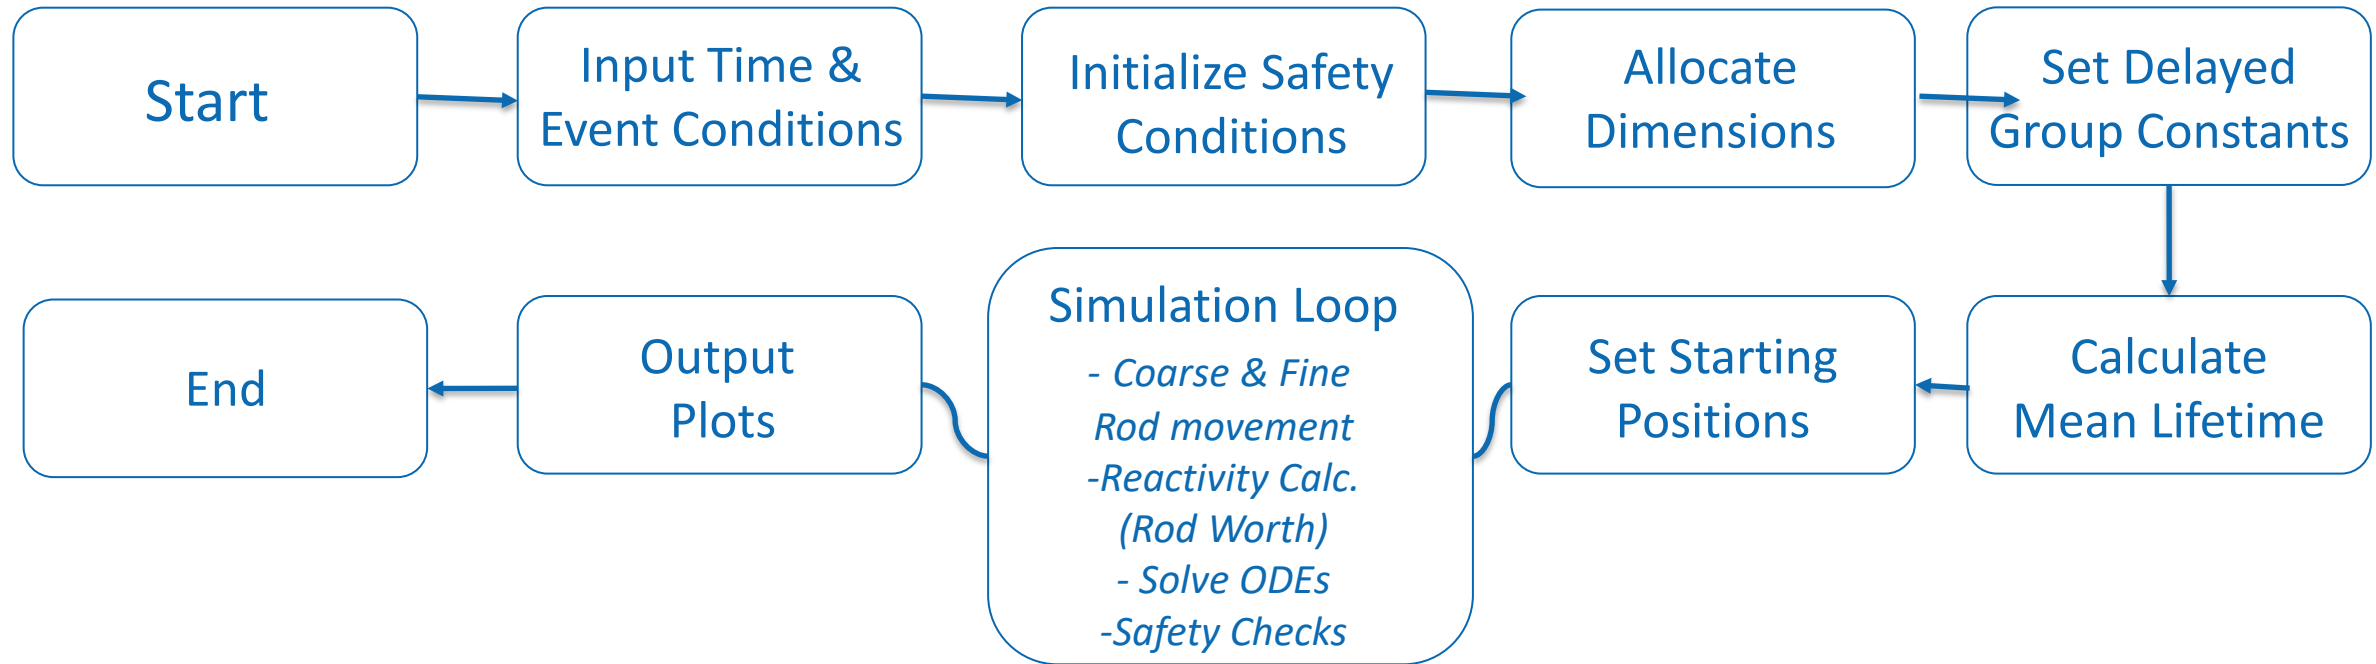 Start
Input Time &
Event Conditions
Initialize Safety
Conditions
Allocate
Dimensions
Set Delayed
Group Constants
Calculate
Mean Lifetime
Set Starting
Positions
Simulation Loop
- Coarse & Fine
Rod movement
-Reactivity Calc.
(Rod Worth)
- Solve ODEs
-Safety Checks
Output
Plots
End